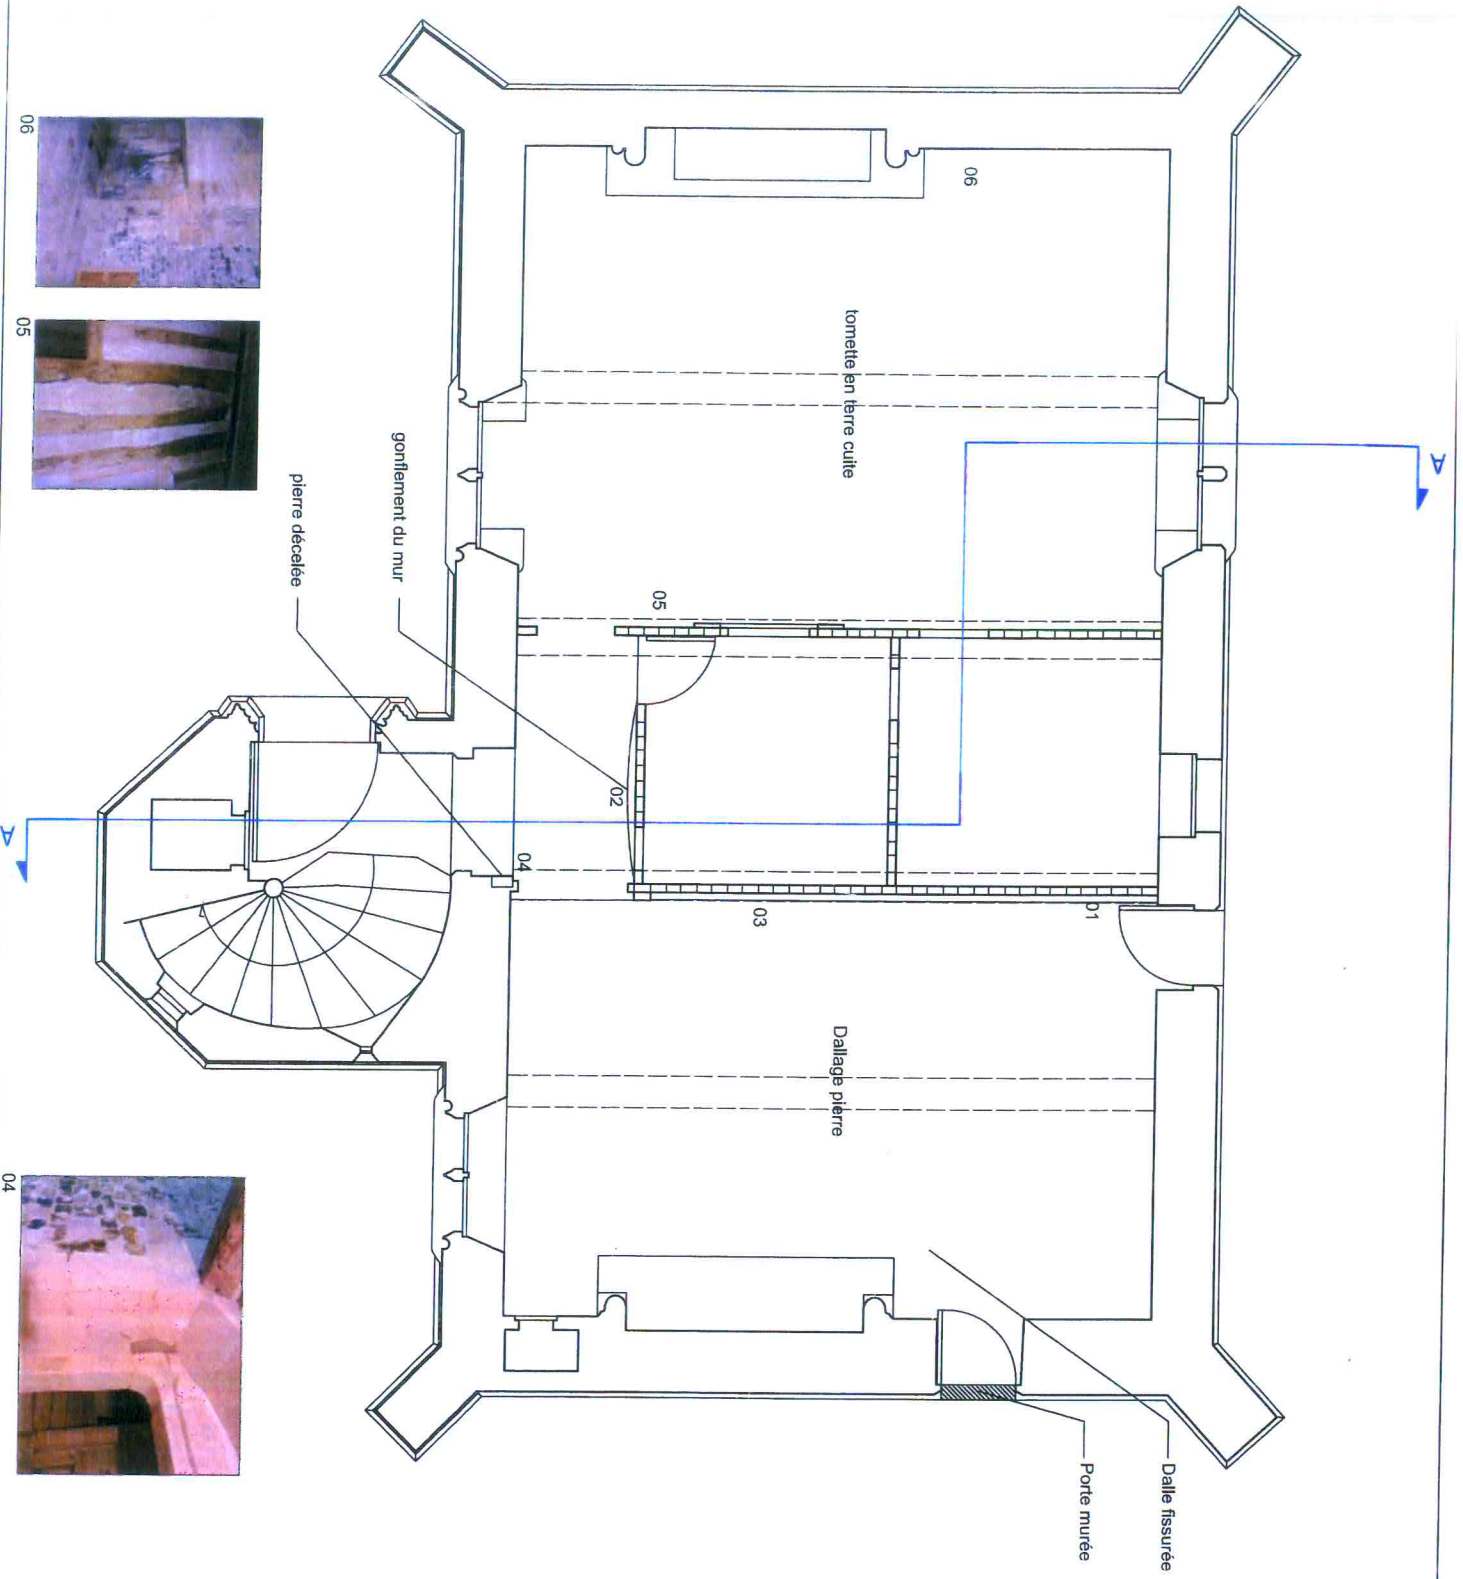 Dalle fissurée
Porte murée
A
06
tomette en terre cuite
05
01
03
Dallage pierre
02
04
gonflement du mur
pierre décelée
A
06
05
04